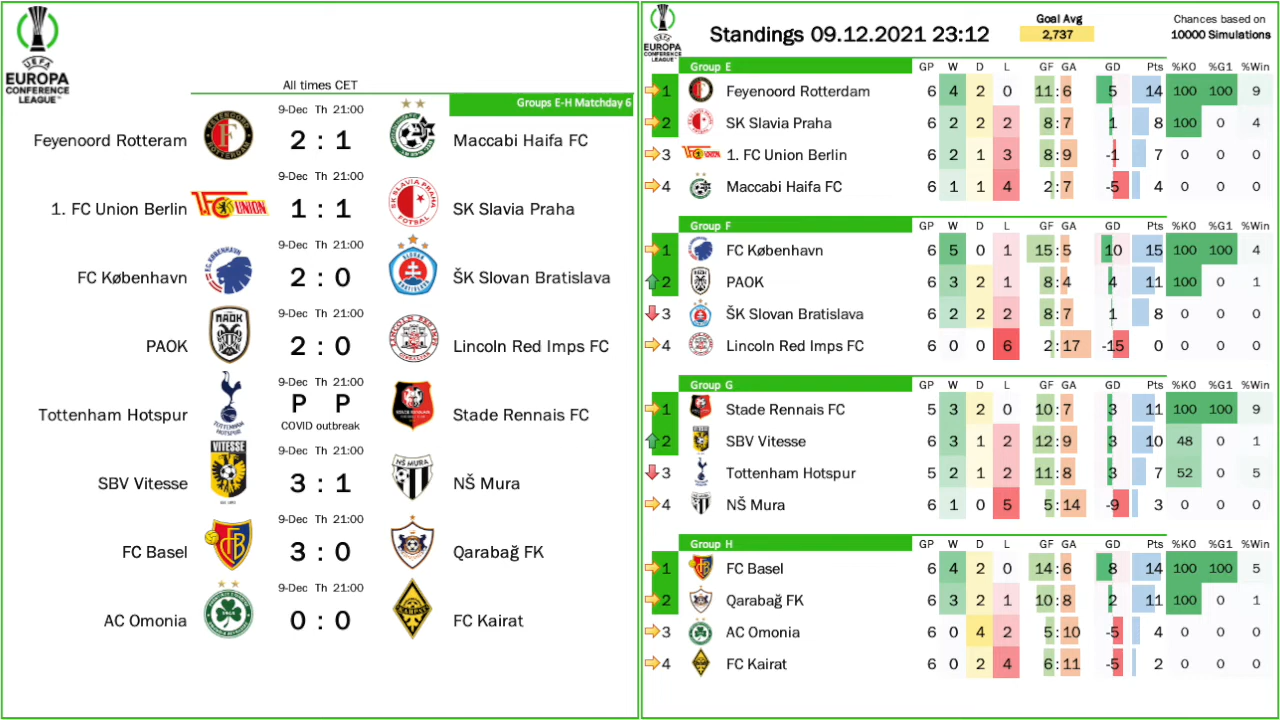 UEFA
EUROPA
CONFERENCE
LEAGUE™
All times CET
Groups E-H Matchday 6
9-Dec Th 21:00
Feyenoord Rotteram 2 : 1 Maccabi Haifa FC
9-Dec Th 21:00
1. FC Union Berlin 1 : 1 SK Slavia Praha
9-Dec Th 21:00
FC København 2 : 0 ŠK Slovan Bratislava
9-Dec Th 21:00
PAOK 2 : 0 Lincoln Red Imps FC
9-Dec Th 21:00
Tottenham Hotspur P P Stade Rennais FC
COVID outbreak
9-Dec Th 21:00
SBV Vitesse 3 : 1 NŠ Mura
9-Dec Th 21:00
FC Basel 3 : 0 Qarabağ FK
9-Dec Th 21:00
AC Omonia 0 : 0 FC Kairat
UEFA
EUROPA
CONFERENCE
LEAGUE™
Standings 09.12.2021 23:12
Goal Avg
2,737
Chances based on
10000 Simulations
Group E GP W D L GF GA GD Pts %KO %G1 %Win
1 Feyenoord Rotterdam 6 4 2 0 11 : 6 5 14 100 100 9
2 SK Slavia Praha 6 2 2 2 8 : 7 1 8 100 0 4
3 1. FC Union Berlin 6 2 1 3 8 : 9 -1 7 0 0 0
4 Maccabi Haifa FC 6 1 1 4 2 : 7 -5 4 0 0 0
Group F GP W D L GF GA GD Pts %KO %G1 %Win
1 FC København 6 5 0 1 15 : 5 10 15 100 100 4
2 PAOK 6 3 2 1 8 : 4 4 11 100 0 1
3 ŠK Slovan Bratislava 6 2 2 2 8 : 7 1 8 0 0 0
4 Lincoln Red Imps FC 6 0 0 6 2 : 17 -15 0 0 0 0
Group G GP W D L GF GA GD Pts %KO %G1 %Win
1 Stade Rennais FC 5 3 2 0 10 : 7 3 11 100 100 9
2 SBV Vitesse 6 3 1 2 12 : 9 3 10 48 0 1
3 Tottenham Hotspur 5 2 1 2 11 : 8 3 7 52 0 5
4 NŠ Mura 6 1 0 5 5 : 14 -9 3 0 0 0
Group H GP W D L GF GA GD Pts %KO %G1 %Win
1 FC Basel 6 4 2 0 14 : 6 8 14 100 100 5
2 Qarabağ FK 6 3 2 1 10 : 8 2 11 100 0 1
3 AC Omonia 6 0 4 2 5 : 10 -5 4 0 0 0
4 FC Kairat 6 0 2 4 6 : 11 -5 2 0 0 0